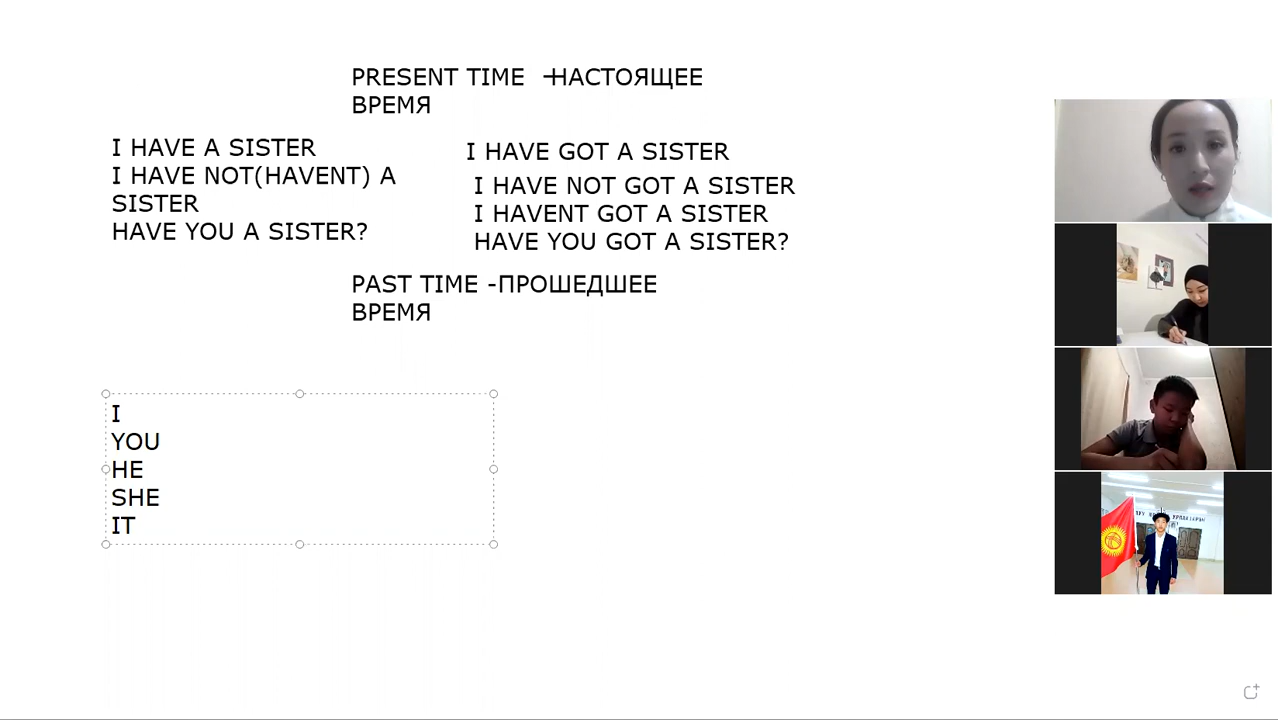 PRESENT TIME -НАСТОЯЩЕЕ
ВРЕМЯ
I HAVE A SISTER
I HAVE NOT(HAVENT) A
SISTER
HAVE YOU A SISTER?
I HAVE GOT A SISTER
I HAVE NOT GOT A SISTER
I HAVENT GOT A SISTER
HAVE YOU GOT A SISTER?
PAST TIME -ПРОШЕДШЕЕ
ВРЕМЯ
I
YOU
HE
SHE
IT